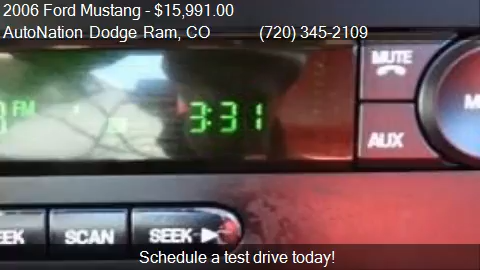 2006 Ford Mustang - $15,991.00
AutoNation Dodge Ram, CO (720) 345-2109
MUTE
FM
3:31
AUX
SCAN
SEEK
Schedule a test drive today!